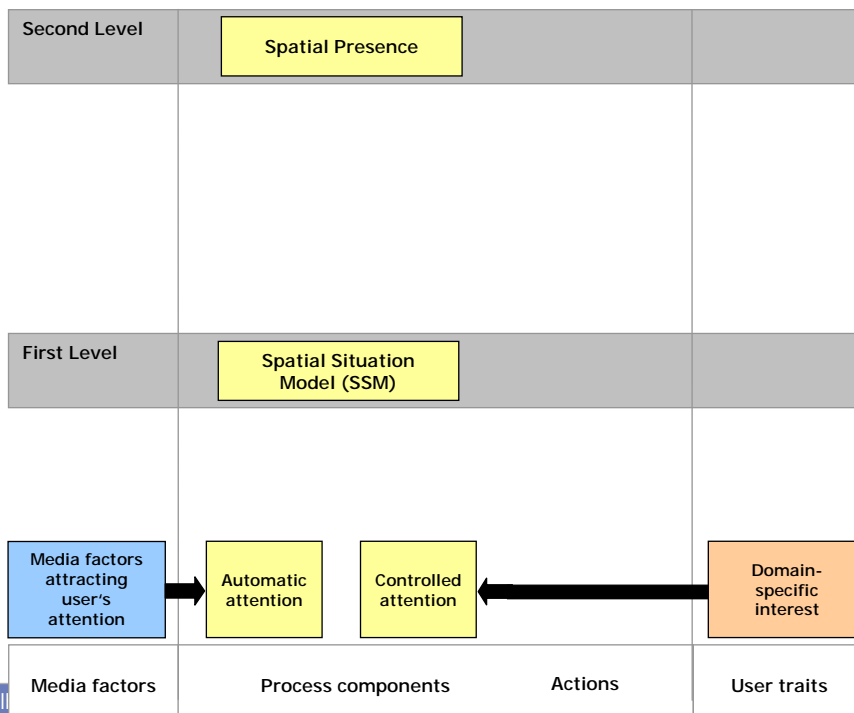 Second Level
Spatial Presence
First Level
Spatial Situation
Model (SSM)
Media factors
attracting
user's
attention
Automatic
attention
Controlled
attention
Domain-
specific
interest
Media factors
Process components
Actions
User traits